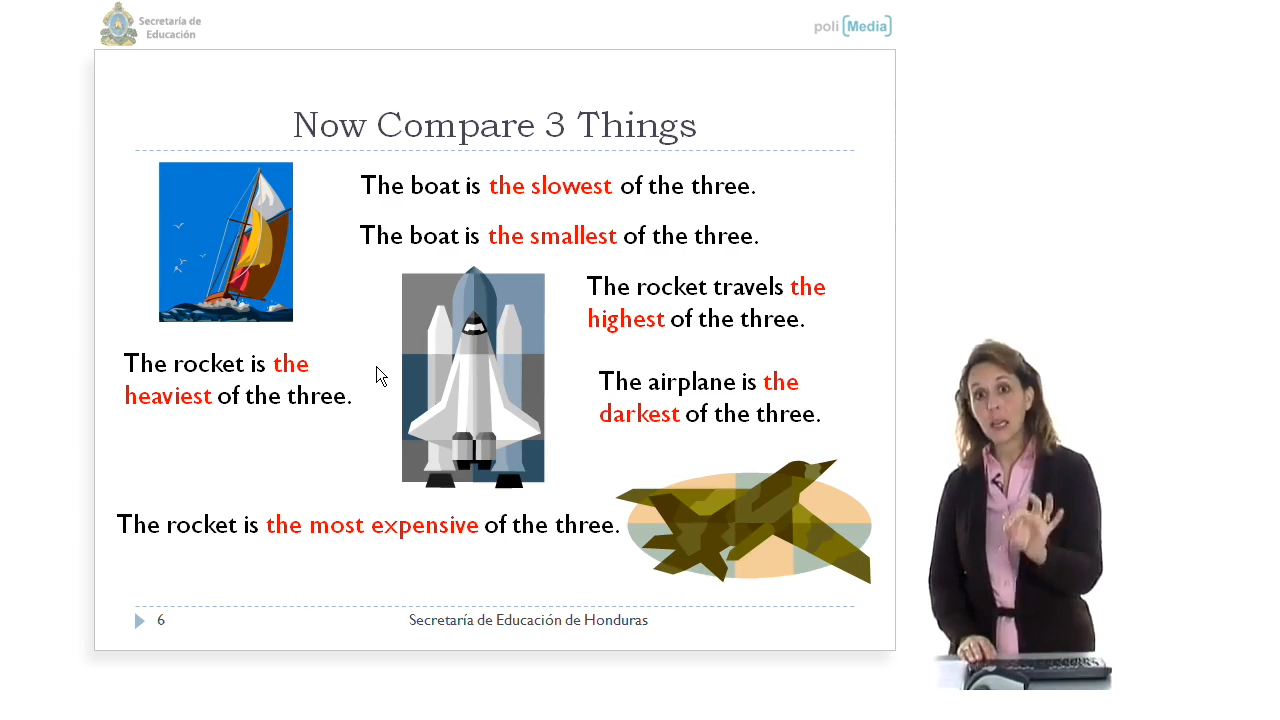 Secretaría de
Educación
poli [Media]
Now Compare 3 Things
The boat is the slowest of the three.
The boat is the smallest of the three.
The rocket travels the
highest of the three.
The rocket is the
heaviest of the three.
The airplane is the
darkest of the three.
The rocket is the most expensive of the three.
6
Secretaría de Educación de Honduras